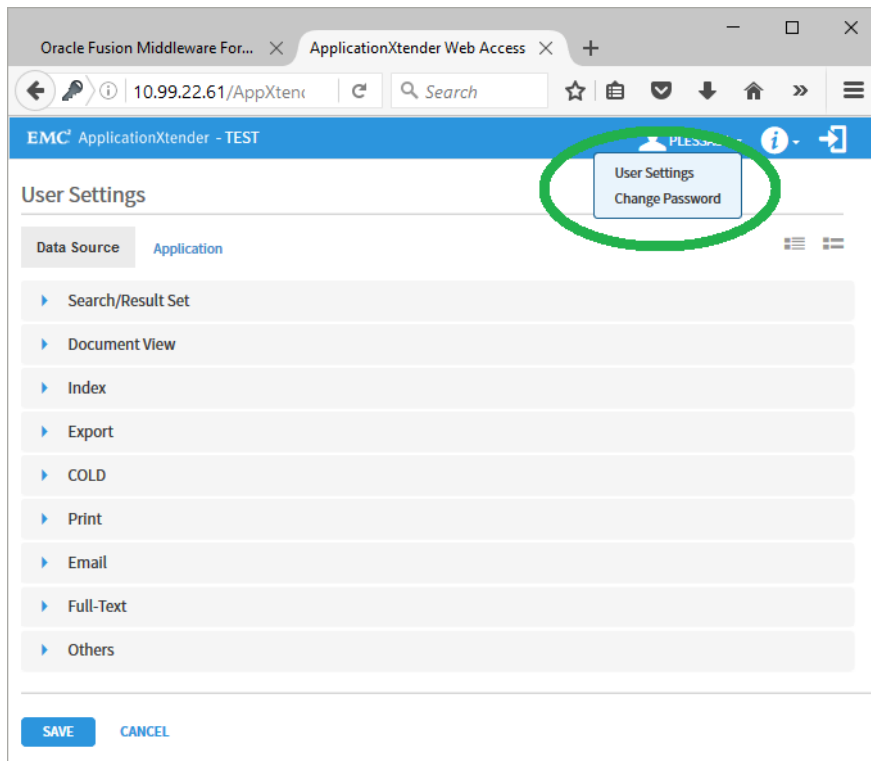 Oracle Fusion Middleware For... ApplicationXtender Web Access
10.99.22.61/AppXten Search
EMC² ApplicationXtender - TEST
User Settings
Change Password
User Settings
Data Source Application
Search/Result Set
Document View
Index
Export
COLD
Print
Email
Full-Text
Others
SAVE CANCEL